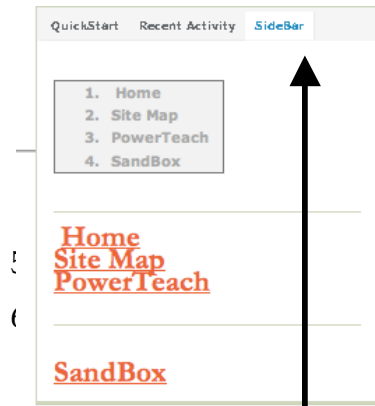 QuickStart Recent Activity SideBar
1. Home
2. Site Map
3. PowerTeach
4. SandBox
Home
Site Map
PowerTeach
SandBox